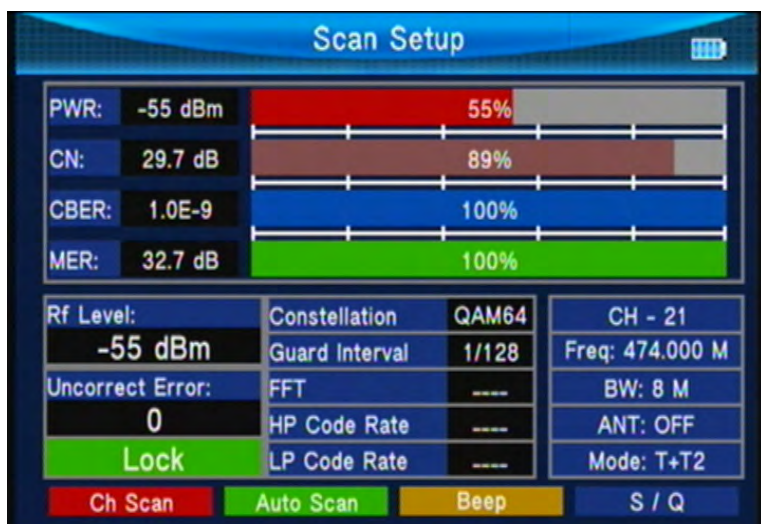 Scan Setup
PWR: -55 dBm 55%
CN: 29.7 dB 89%
CBER: 1.0E-9 100%
MER: 32.7 dB 100%
Rf Level:
-55 dBm
Uncorrect Error:
0
Lock
Constellation QAM64
Guard Interval 1/128
FFT ----
HP Code Rate ----
LP Code Rate ----
CH - 21
Freq: 474.000 M
BW: 8 M
ANT: OFF
Mode: T+T2
Ch Scan Auto Scan Beep S / Q